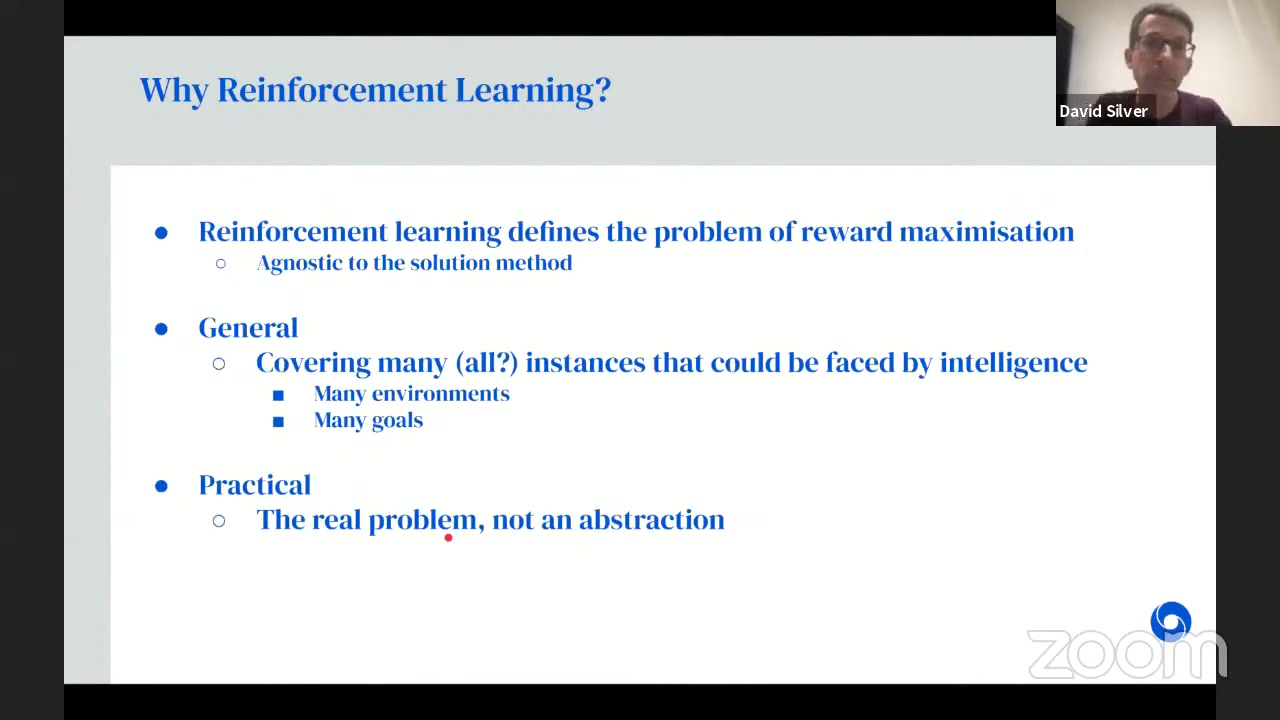 Why Reinforcement Learning?
David Silver
● Reinforcement learning defines the problem of reward maximisation
○ Agnostic to the solution method
● General
○ Covering many (all?) instances that could be faced by intelligence
■ Many environments
■ Many goals
● Practical
○ The real problem, not an abstraction
zoom